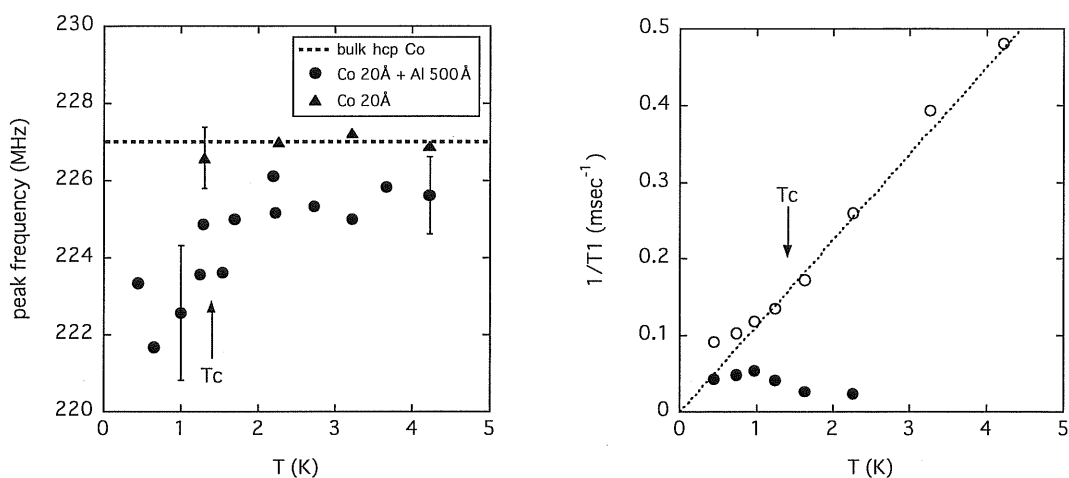 230
228
226
224
222
220
peak frequency (MHz)
bulk hcp Co
Co 20Å + Al 500Å
Co 20Å
Tc
0 1 2 3 4 5
T (K)
0.5
0.4
0.3
0.2
0.1
0
1/T1 (msec⁻¹)
Tc
0 1 2 3 4 5
T (K)